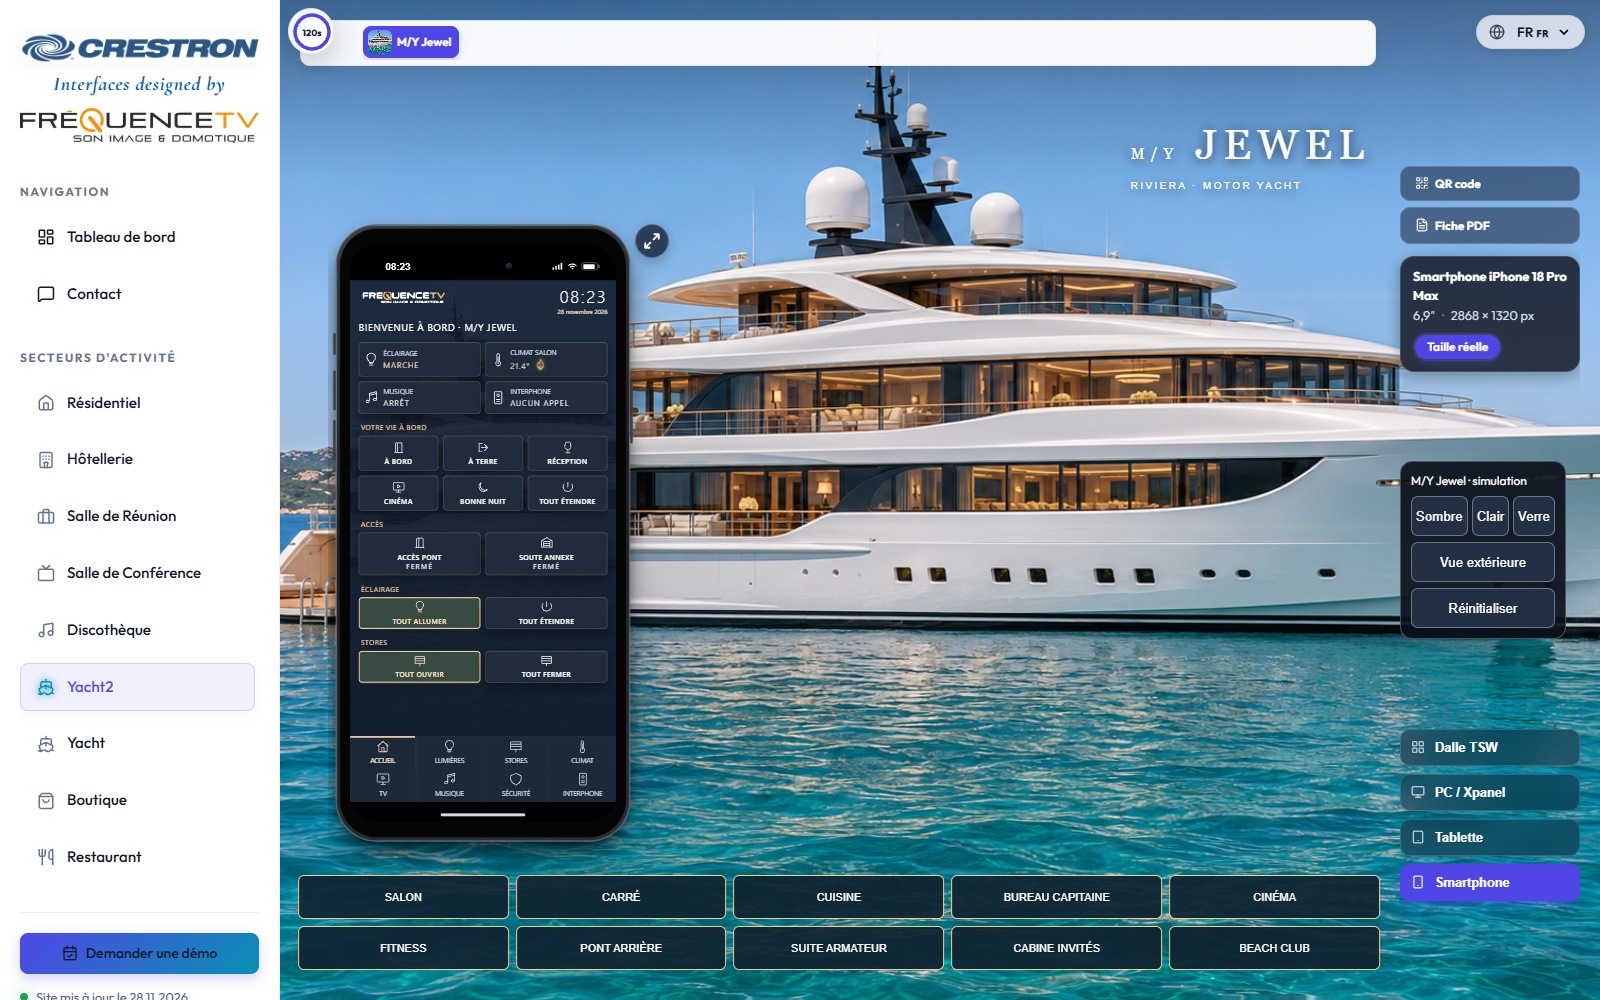 CRESTRON
Interfaces designed by
FRÉQUENCETV
SON IMAGE & DOMOTIQUE
NAVIGATION
Tableau de bord
Contact
SECTEURS D'ACTIVITÉ
Résidentiel
Hôtellerie
Salle de Réunion
Salle de Conférence
Discothèque
Yacht2
Yacht
Boutique
Restaurant
Demander une démo
Site mis à jour le 28.11.2026
120s
M/Y Jewel
FR FR
M/Y JEWEL
RIVIERA · MOTOR YACHT
QR code
Fiche PDF
Smartphone iPhone 18 Pro
Max
6,9" · 2868 × 1320 px
Taille réelle
08:23
FREQUENCETV
SON IMAGE & DOMOTIQUE
08:23
28 novembre 2026
BIENVENUE À BORD · M/Y JEWEL
ÉCLAIRAGE
MARCHE
CLIMAT SALON
21.4°
MUSIQUE
ARRÊT
INTERPHONE
AUCUN APPEL
VOTRE VIE À BORD
À BORD
À TERRE
RÉCEPTION
CINÉMA
BONNE NUIT
TOUT ÉTEINDRE
ACCÈS
ACCÈS PONT
FERMÉ
SOUTE ANNEXE
FERMÉ
ÉCLAIRAGE
TOUT ALLUMER
TOUT ÉTEINDRE
STORES
TOUT OUVRIR
TOUT FERMER
ACCUEIL
LUMIÈRES
STORES
CLIMAT
TV
MUSIQUE
SÉCURITÉ
INTERPHONE
M/Y Jewel · simulation
Sombre
Clair
Verre
Vue extérieure
Réinitialiser
Dalle TSW
PC / Xpanel
Tablette
Smartphone
SALON
CARRÉ
CUISINE
BUREAU CAPITAINE
CINÉMA
FITNESS
PONT ARRIÈRE
SUITE ARMATEUR
CABINE INVITÉS
BEACH CLUB